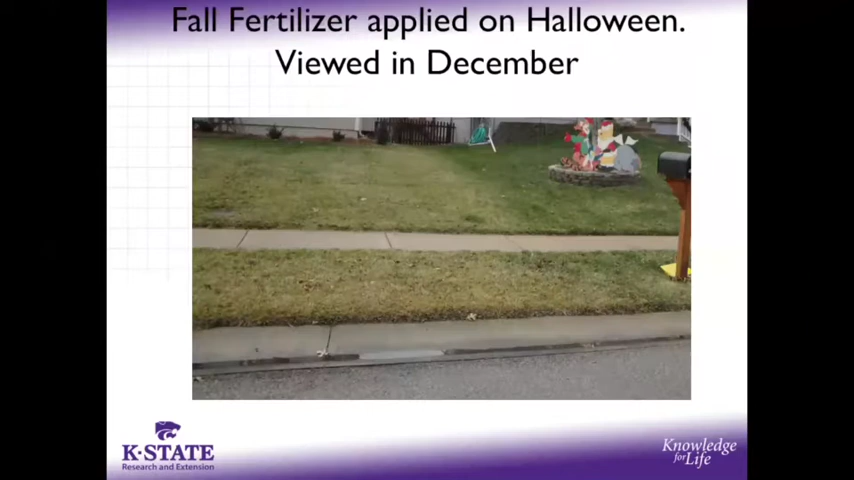 Fall Fertilizer applied on Halloween.
Viewed in December
K-STATE
Research and Extension
Knowledge
for Life